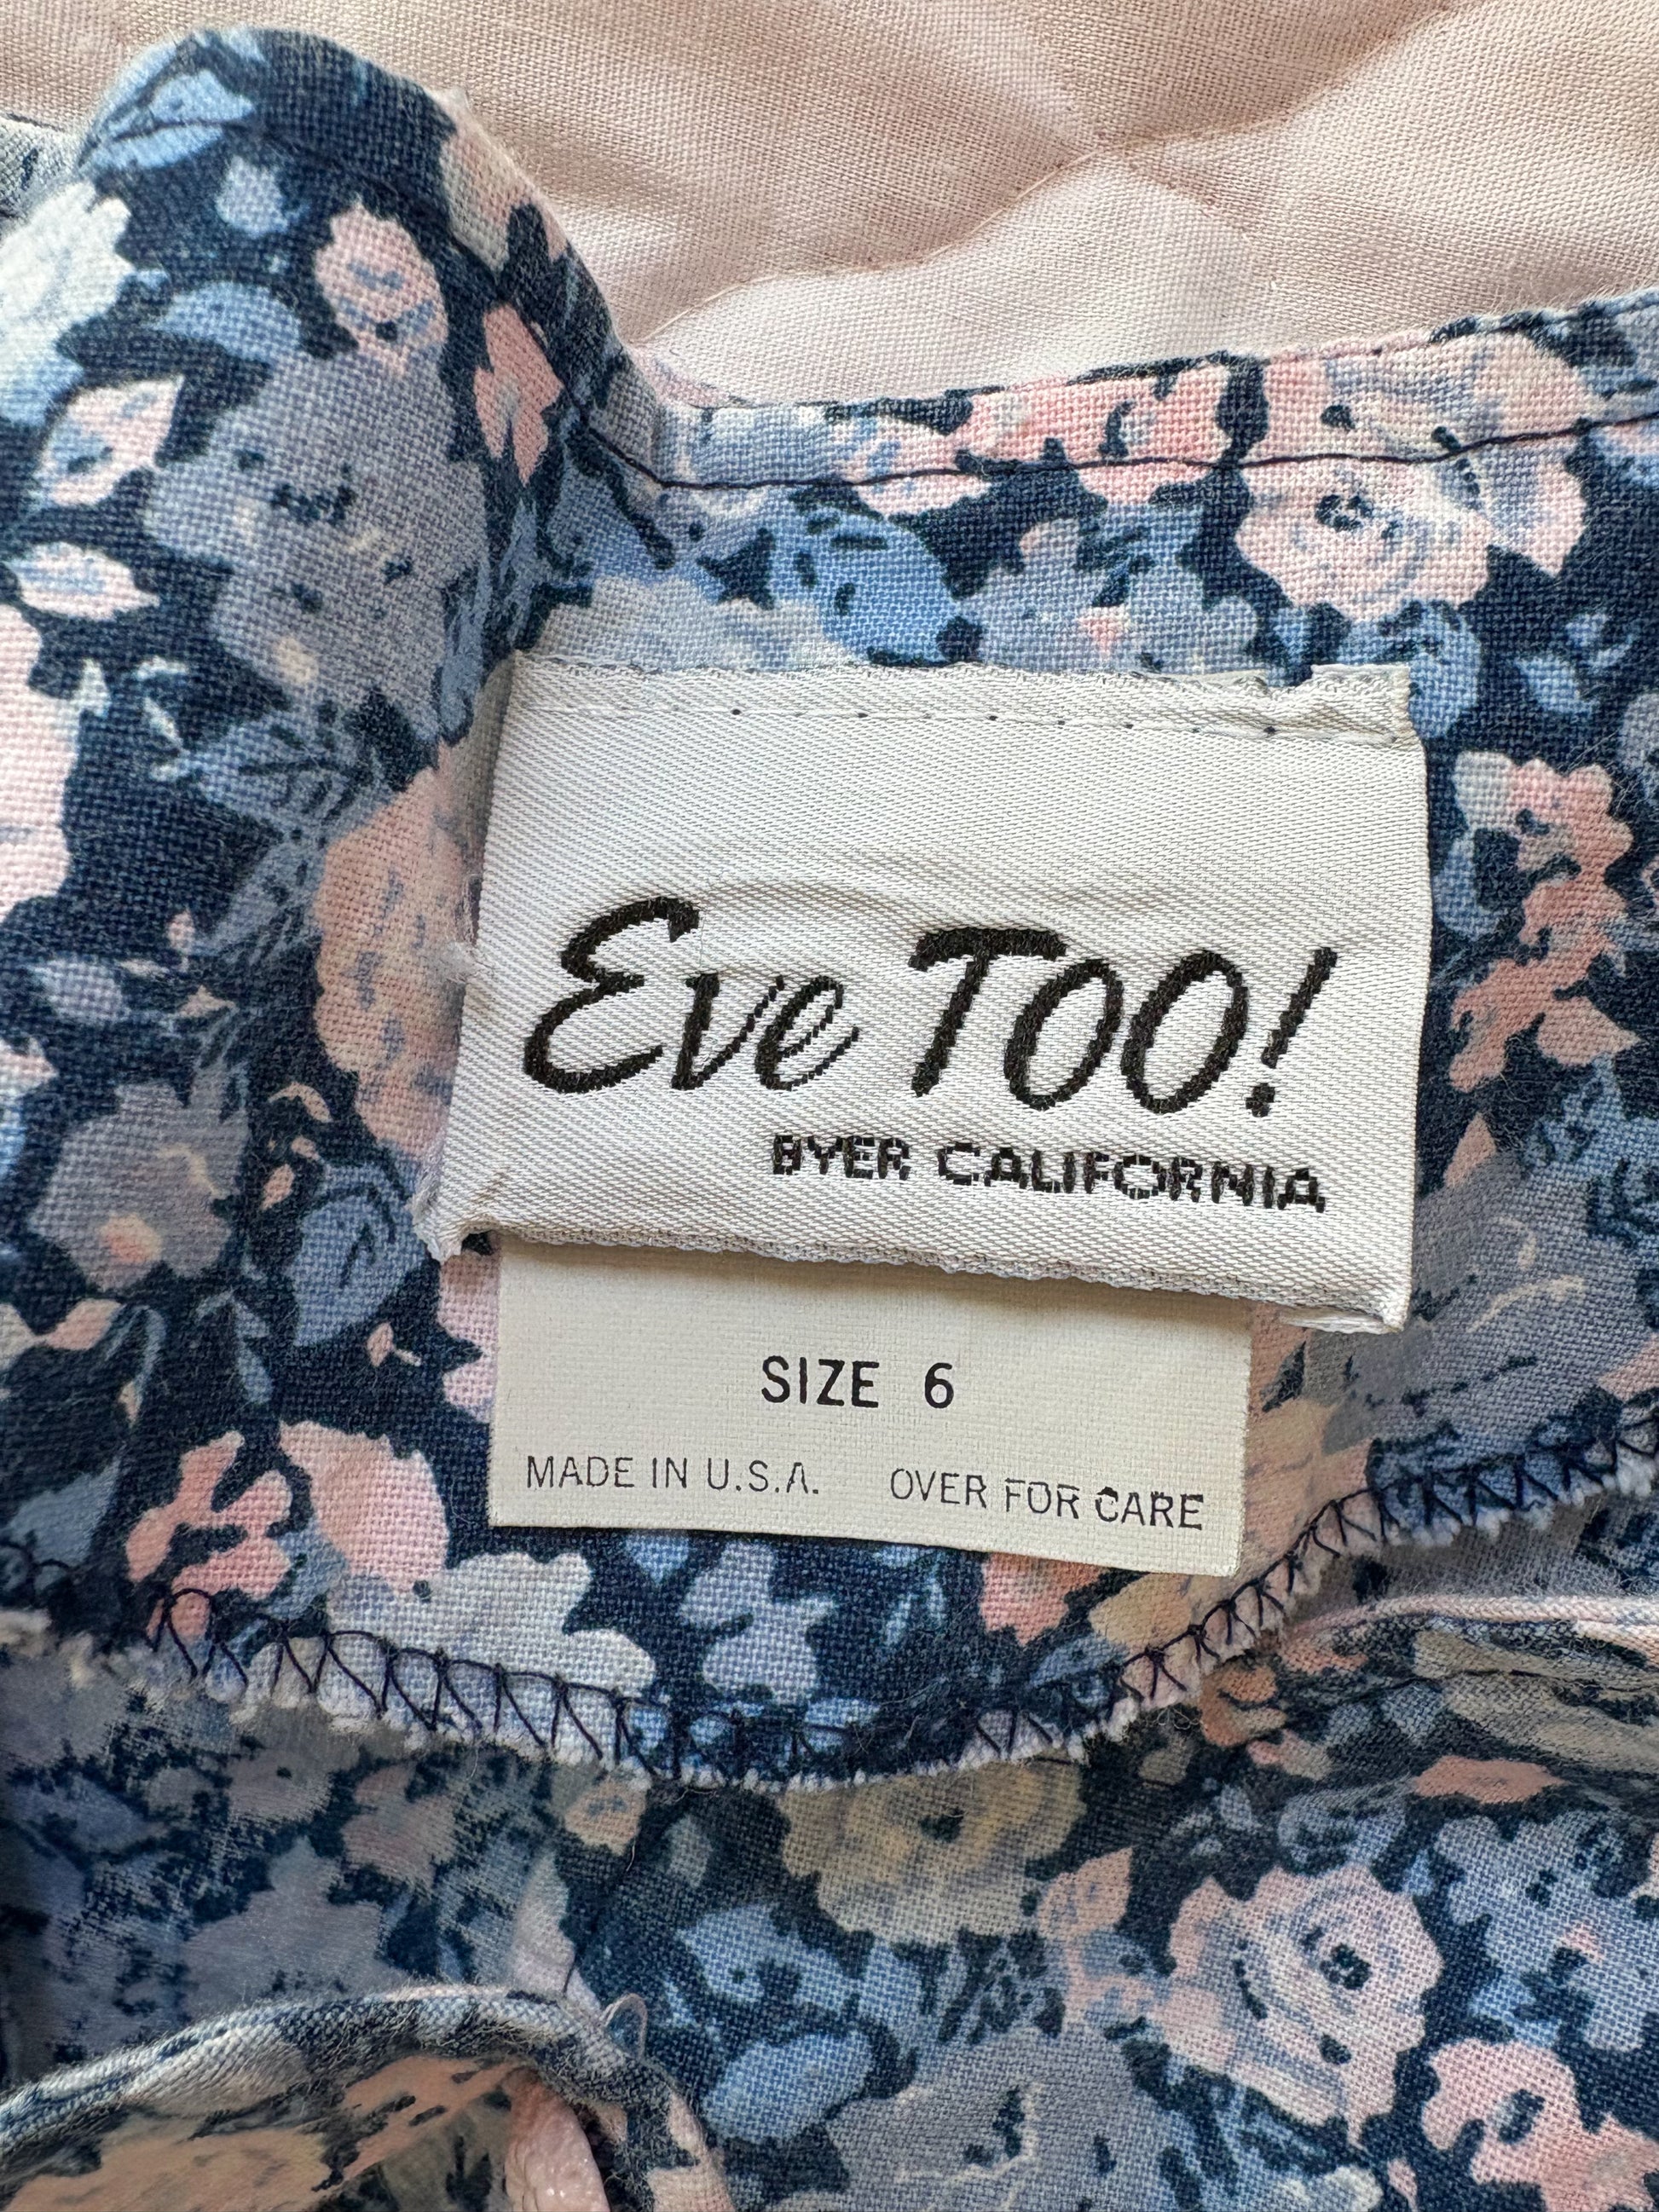 Eve Too!
BYER CALIFORNIA
SIZE 6
MADE IN U.S.A. OVER FOR CARE